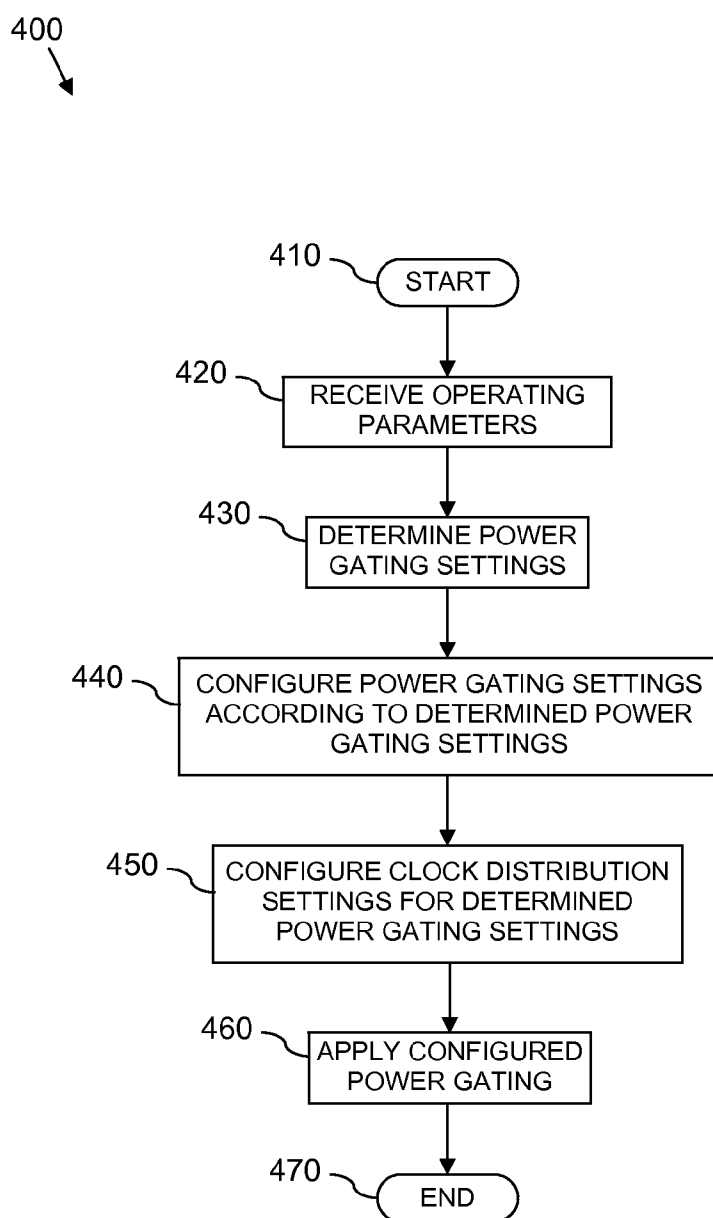 400
410
START
420
RECEIVE OPERATING
PARAMETERS
430
DETERMINE POWER
GATING SETTINGS
440
CONFIGURE POWER GATING SETTINGS
ACCORDING TO DETERMINED POWER
GATING SETTINGS
450
CONFIGURE CLOCK DISTRIBUTION
SETTINGS FOR DETERMINED
POWER GATING SETTINGS
460
APPLY CONFIGURED
POWER GATING
470
END